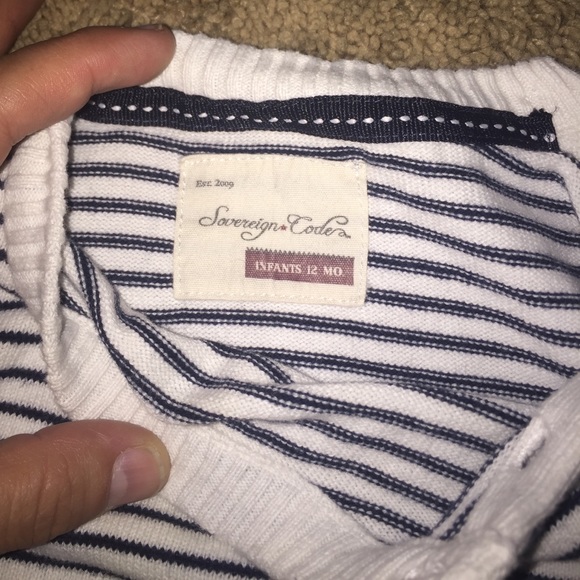 Est. 2009
Sovereign Code
INFANTS 12 MO